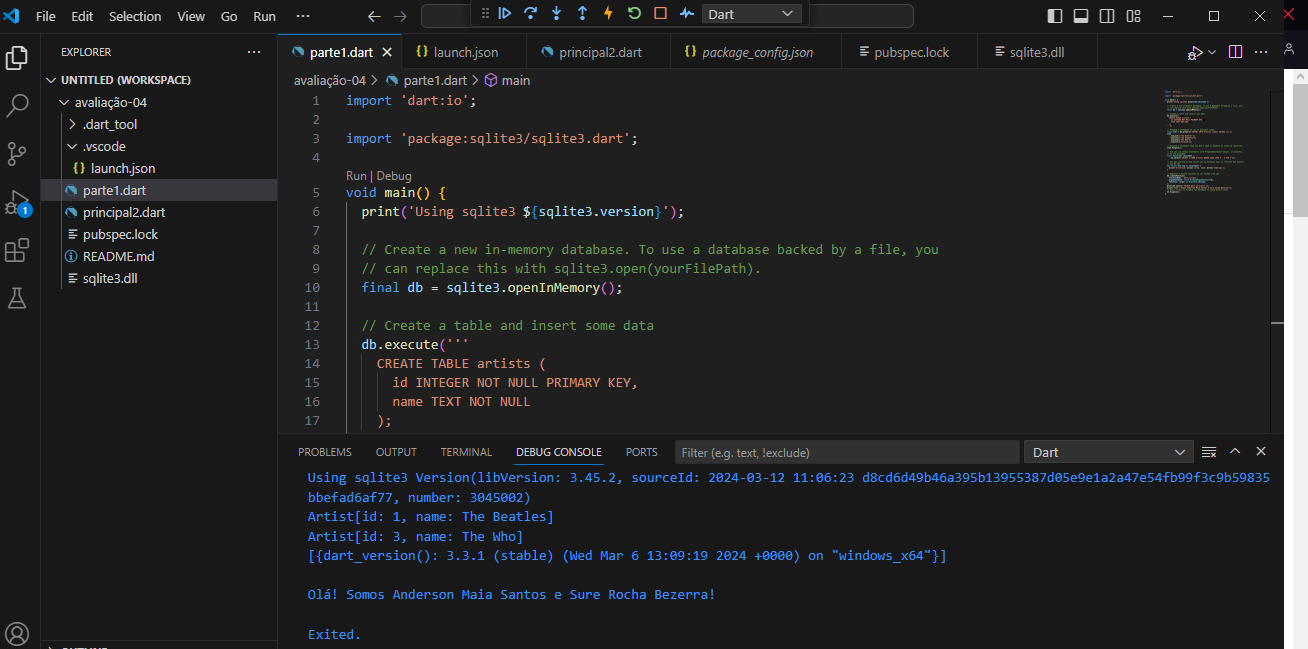 File Edit Selection View Go Run ··· Dart
EXPLORER ···
UNTITLED (WORKSPACE)
avaliação-04
.dart_tool
.vscode
{} launch.json
parte1.dart
principal2.dart
pubspec.lock
README.md
sqlite3.dll
1
parte1.dart {} launch.json principal2.dart {} package_config.json pubspec.lock sqlite3.dll
avaliação-04 > parte1.dart > main
1 import 'dart:io';
2
3 import 'package:sqlite3/sqlite3.dart';
4
Run | Debug
5 void main() {
6 print('Using sqlite3 ${sqlite3.version}');
7
8 // Create a new in-memory database. To use a database backed by a file, you
9 // can replace this with sqlite3.open(yourFilePath).
10 final db = sqlite3.openInMemory();
11
12 // Create a table and insert some data
13 db.execute('''
14 CREATE TABLE artists (
15 id INTEGER NOT NULL PRIMARY KEY,
16 name TEXT NOT NULL
17 );
PROBLEMS OUTPUT TERMINAL DEBUG CONSOLE PORTS Filter (e.g. text, !exclude) Dart
Using sqlite3 Version(libVersion: 3.45.2, sourceId: 2024-03-12 11:06:23 d8cd6d49b46a395b13955387d05e9e1a2a47e54fb99f3c9b59835
bbefad6af77, number: 3045002)
Artist[id: 1, name: The Beatles]
Artist[id: 3, name: The Who]
[{dart_version(): 3.3.1 (stable) (Wed Mar 6 13:09:19 2024 +0000) on "windows_x64"}]
Olá! Somos Anderson Maia Santos e Sure Rocha Bezerra!
Exited.